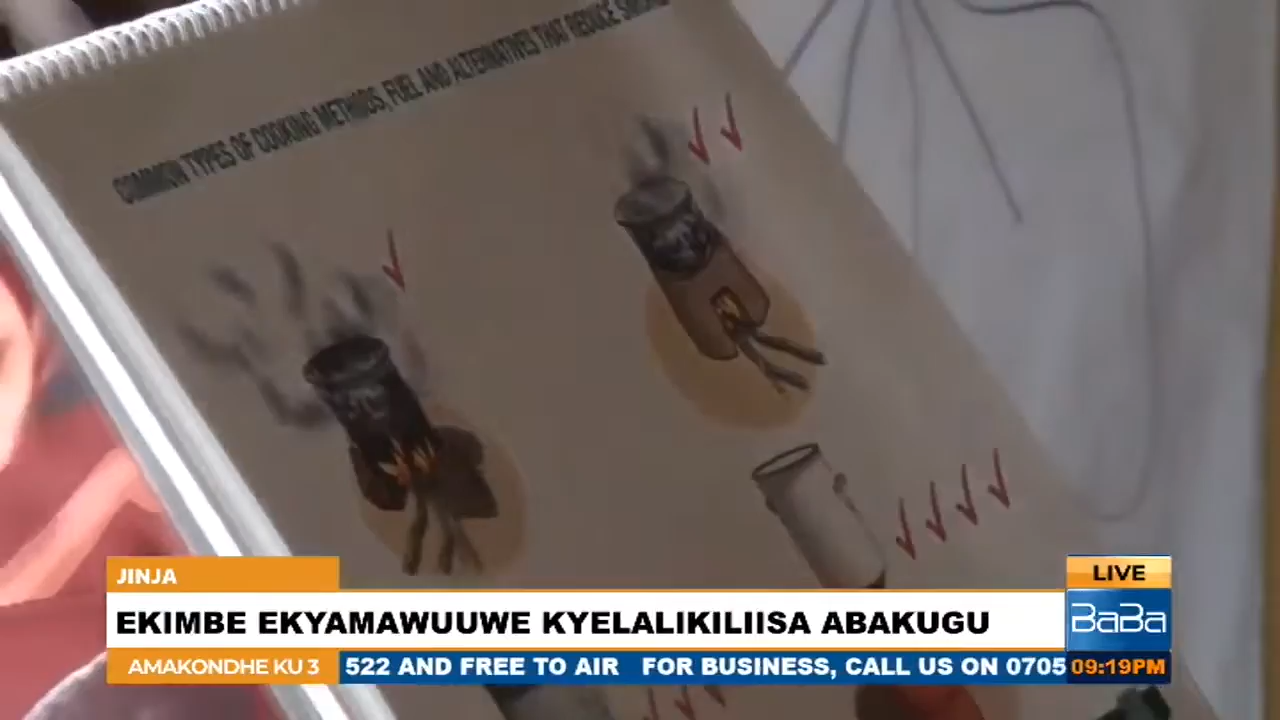 COMMON TYPES OF COOKING METHODS, FUEL AND ALTERNATIVES THAT REDUCE SMOKE
JINJA
LIVE
EKIMBE EKYAMAWUUWE KYELALIKILIISA ABAKUGU
BaBa
AMAKONDHE KU 3
522 AND FREE TO AIR FOR BUSINESS, CALL US ON 0705
09:19PM